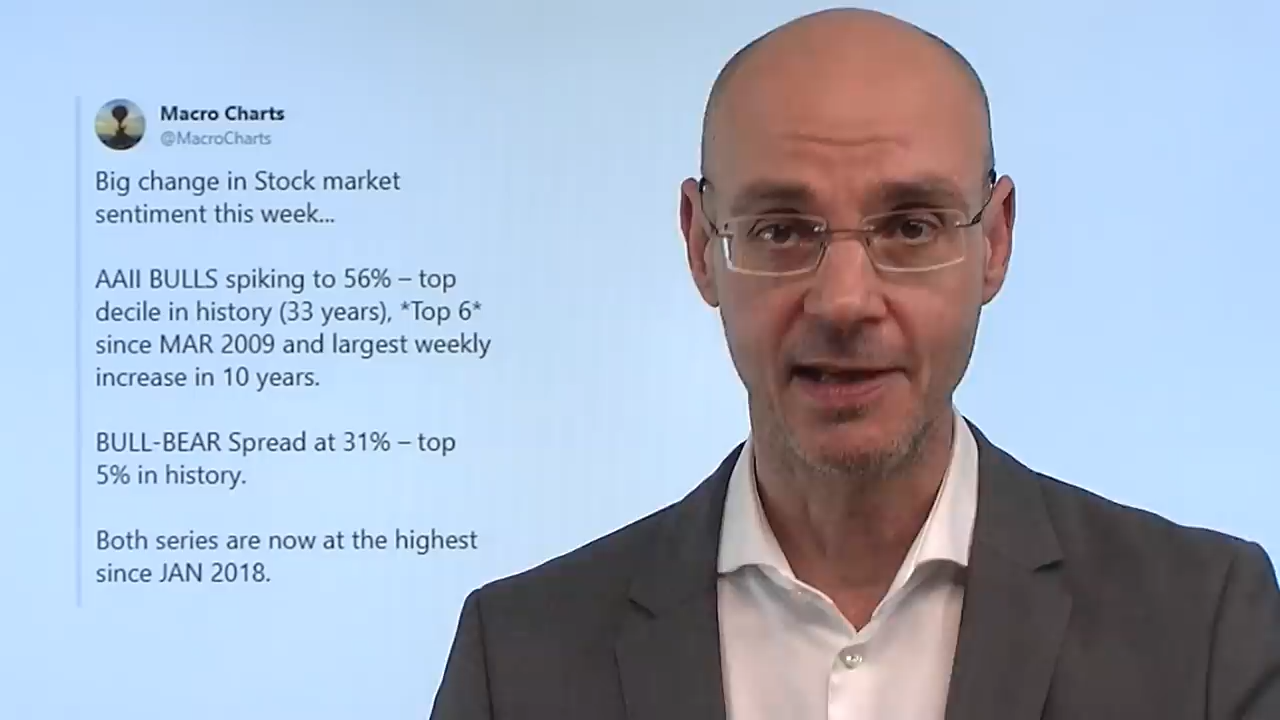 Macro Charts
@MacroCharts
Big change in Stock market
sentiment this week...
AAII BULLS spiking to 56% – top
decile in history (33 years), *Top 6*
since MAR 2009 and largest weekly
increase in 10 years.
BULL-BEAR Spread at 31% – top
5% in history.
Both series are now at the highest
since JAN 2018.